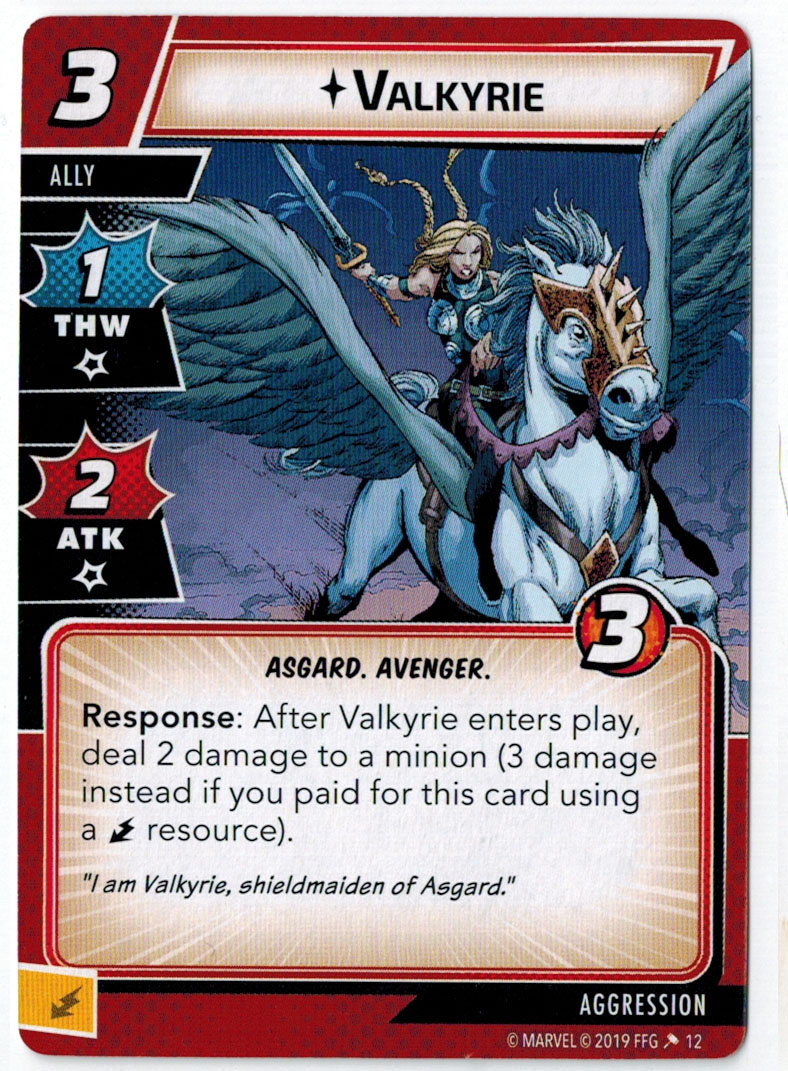 3
VALKYRIE
ALLY
1
THW
2
ATK
3
ASGARD. AVENGER.
Response: After Valkyrie enters play,
deal 2 damage to a minion (3 damage
instead if you paid for this card using
a resource).
"I am Valkyrie, shieldmaiden of Asgard."
AGGRESSION
© MARVEL © 2019 FFG 12